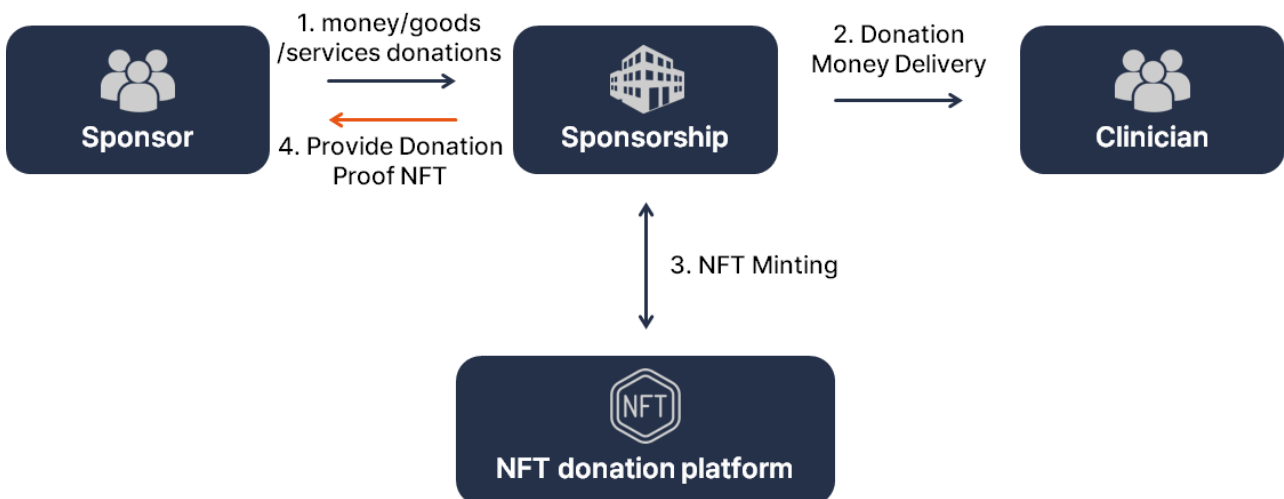 1. money/goods
/services donations
2. Donation
Money Delivery
Sponsor
Sponsorship
Clinician
4. Provide Donation
Proof NFT
3. NFT Minting
NFT
NFT donation platform